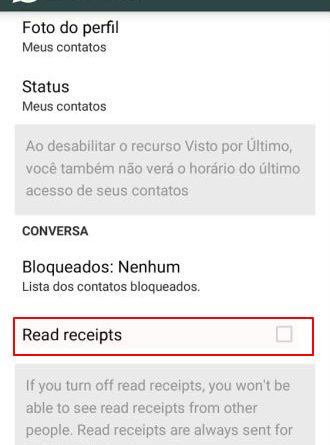 Foto do perfil
Meus contatos
Status
Meus contatos
Ao desabilitar o recurso Visto por Último,
você também não verá o horário do último
acesso de seus contatos
CONVERSA
Bloqueados: Nenhum
Lista dos contatos bloqueados.
Read receipts
If you turn off read receipts, you won't be
able to see read receipts from other
people. Read receipts are always sent for